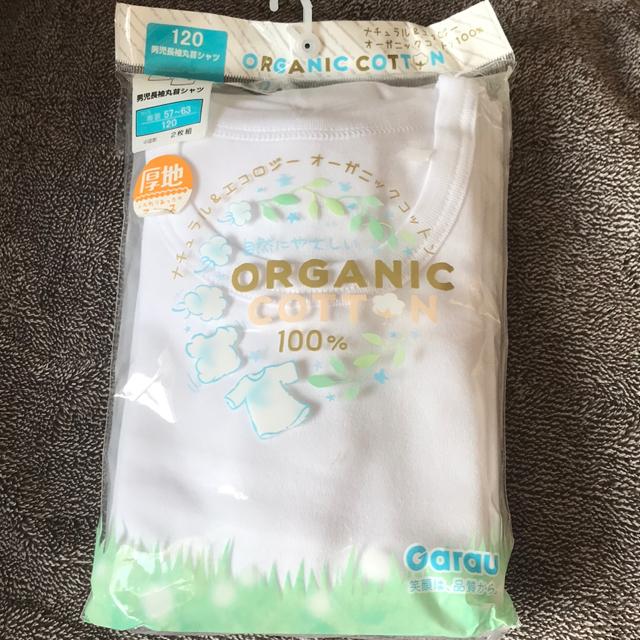 120
男児長袖丸首シャツ
ナチュラル&エコロジー
オーガニックコットン100%
ORGANIC COTTON
男児長袖丸首シャツ
胸囲 57~63
120
2枚組
厚地
ナチュラル&エコロジー オーガニックコットン
自然にやさしい
ORGANIC
COTTON
100%
Garau
笑顔は、品質から。